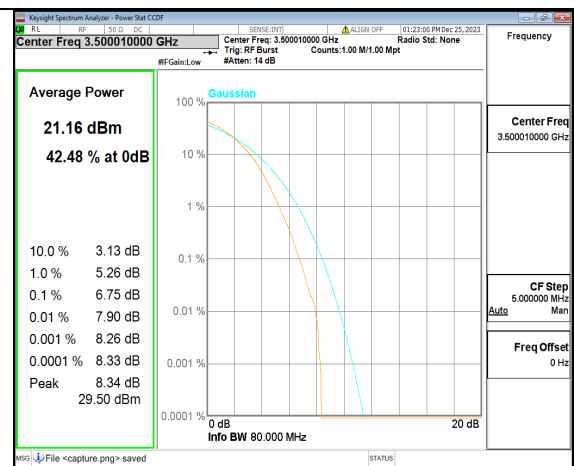 Keysight Spectrum Analyzer - Power Stat CCDF
RL RF 50 Ω DC SENSE:INT ALIGN OFF 01:23:00 PM Dec 25, 2023
Center Freq 3.500010000 GHz
Center Freq: 3.500010000 GHz Radio Std: None
Trig: RF Burst Counts:1.00 M/1.00 Mpt
#IFGain:Low #Atten: 14 dB
Frequency
Average Power
21.16 dBm
42.48 % at 0dB
10.0 % 3.13 dB
1.0 % 5.26 dB
0.1 % 6.75 dB
0.01 % 7.90 dB
0.001 % 8.26 dB
0.0001 % 8.33 dB
Peak 8.34 dB
29.50 dBm
Gaussian
100 %
10 %
1 %
0.1 %
0.01 %
0.001 %
0.0001 %
0 dB 20 dB
Info BW 80.000 MHz
Center Freq
3.500010000 GHz
CF Step
5.000000 MHz
Auto Man
Freq Offset
0 Hz
MSG File <capture.png> saved STATUS